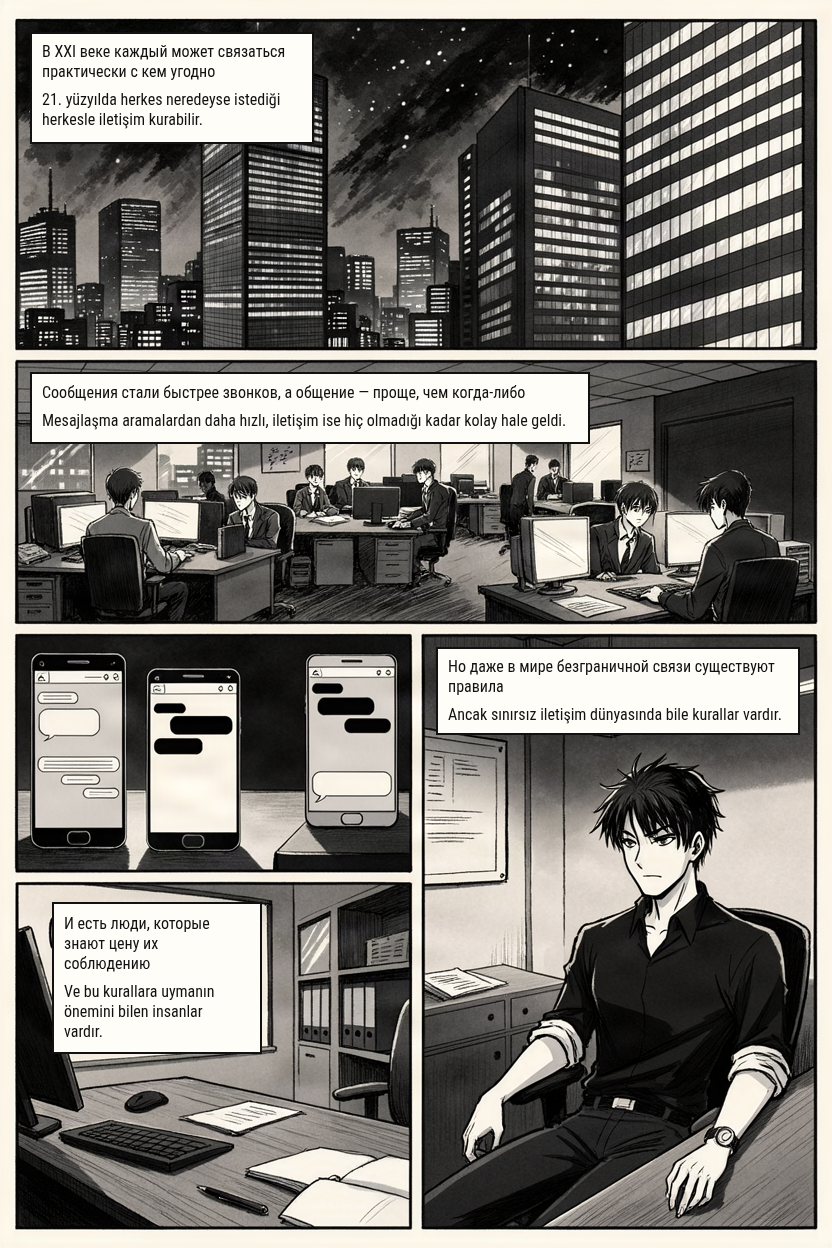 В XXI веке каждый может связаться
практически с кем угодно
21. yüzyılda herkes neredeyse istediği
herkesle iletişim kurabilir.
Сообщения стали быстрее звонков, а общение — проще, чем когда-либо
Mesajlaşma aramalardan daha hızlı, iletişim ise hiç olmadığı kadar kolay hale geldi.
Но даже в мире безграничной связи существуют
правила
Ancak sınırsız iletişim dünyasında bile kurallar vardır.
И есть люди, которые
знают цену их
соблюдению
Ve bu kurallara uymanın
önemini bilen insanlar
vardır.